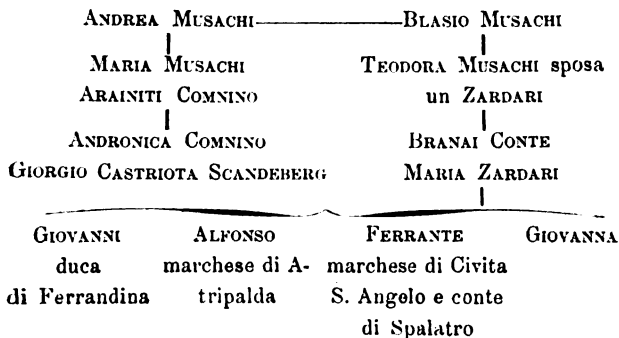 ANDREA MUSACHI BLASIO MUSACHI
MARIA MUSACHI TEODORA MUSACHI sposa
ARAINITI COMNINO un ZARDARI
ANDRONICA COMNINO BRANAI CONTE
GIORGIO CASTRIOTA SCANDEBERG MARIA ZARDARI
GIOVANNI ALFONSO FERRANTE GIOVANNA
duca marchese di A- marchese di Civita
di Ferrandina tripalda S. Angelo e conte
di Spalatro